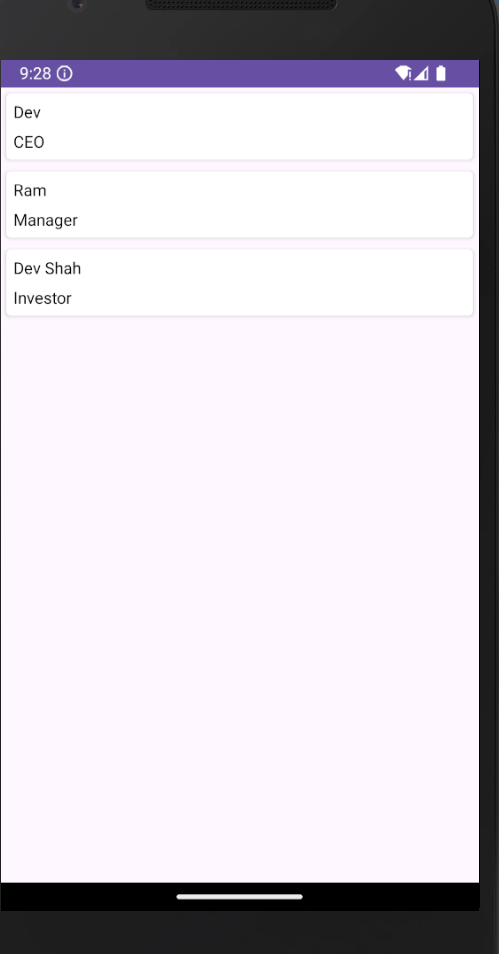 9:28
Dev
CEO
Ram
Manager
Dev Shah
Investor